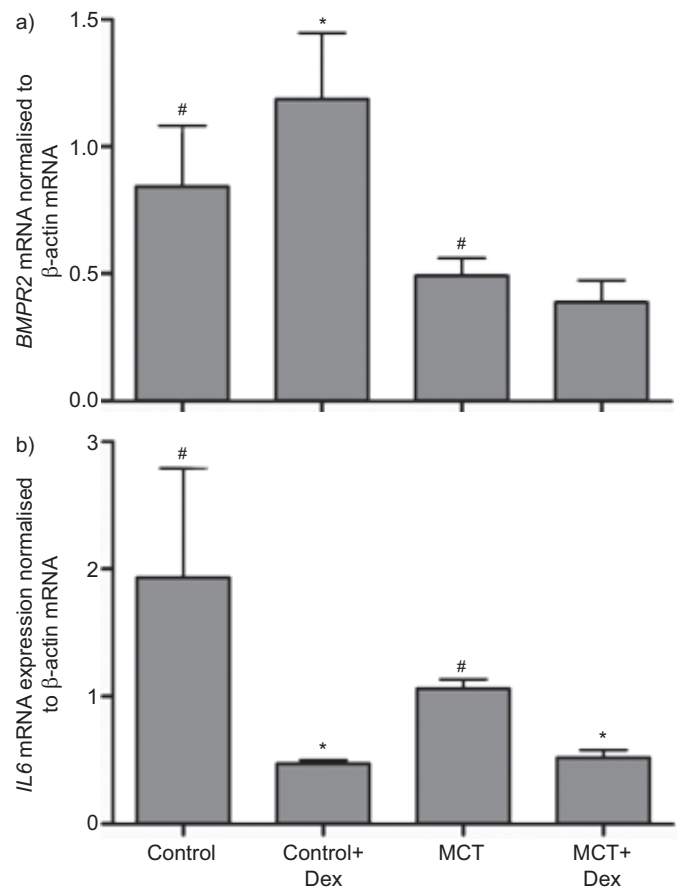 a)
BMPR2 mRNA normalised to
β-actin mRNA
1.5
1.0
0.5
0.0
#
*
#
b)
IL6 mRNA expression normalised
to β-actin mRNA
3
2
1
0
#
*
#
*
Control
Control+
Dex
MCT
MCT+
Dex